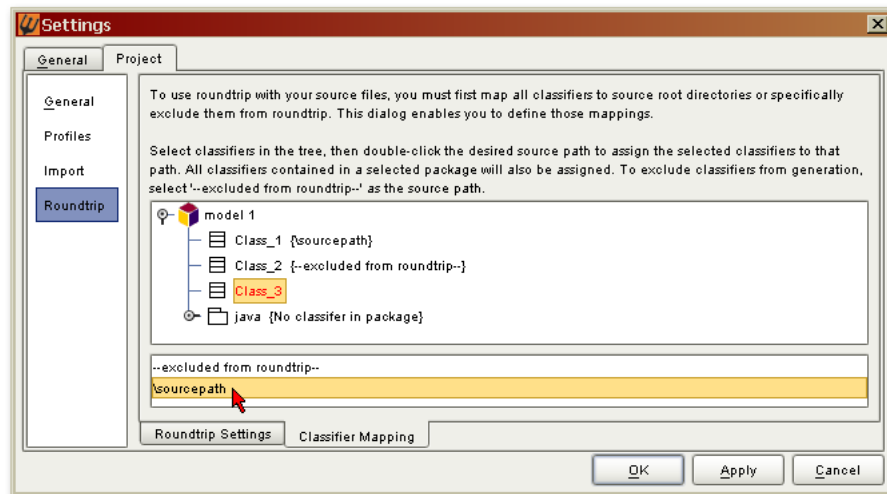 Settings
General Project
General
Profiles
Import
Roundtrip
To use roundtrip with your source files, you must first map all classifiers to source root directories or specifically
exclude them from roundtrip. This dialog enables you to define those mappings.
Select classifiers in the tree, then double-click the desired source path to assign the selected classifiers to that
path. All classifiers contained in a selected package will also be assigned. To exclude classifiers from generation,
select '--excluded from roundtrip--' as the source path.
model 1
Class_1 {\sourcepath}
Class_2 {--excluded from roundtrip--}
Class_3
java {No classifer in package}
--excluded from roundtrip--
\sourcepath
Roundtrip Settings Classifier Mapping
OK Apply Cancel